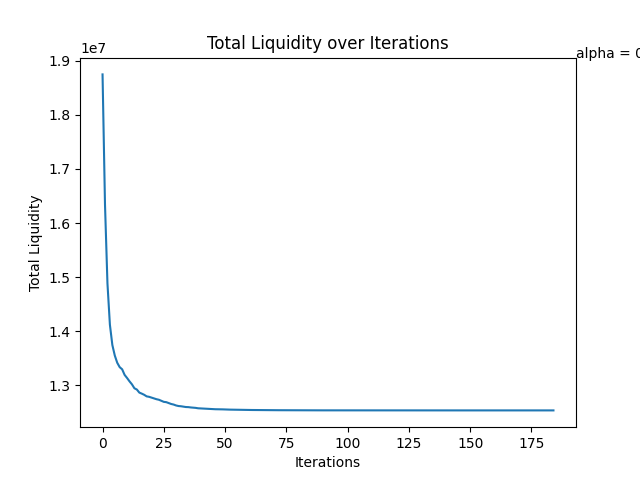 Total Liquidity over Iterations
1e7
alpha = 0
1.9
1.8
1.7
1.6
1.5
1.4
1.3
Total Liquidity
0 25 50 75 100 125 150 175
Iterations